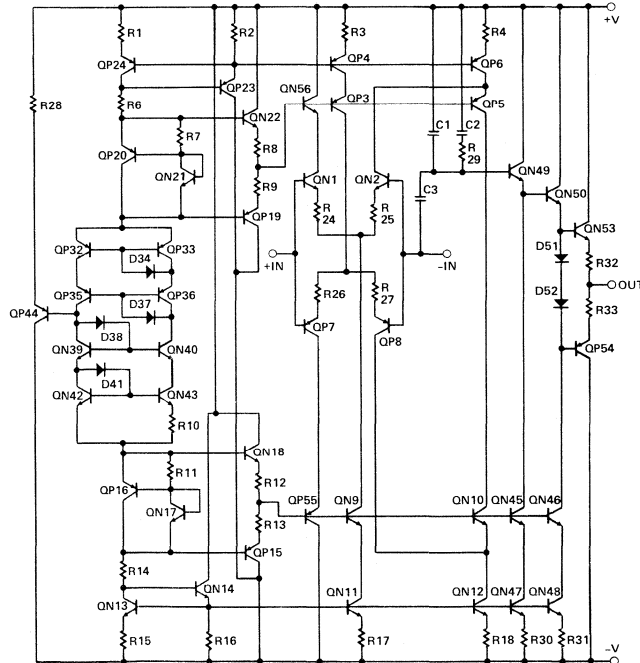 +V
R1
R2
R3
R4
QP24
QP4
QP6
QP23
R28
R6
QN56
QP3
QP5
QN22
R7
C1
C2
R8
QP20
R
29
QN49
QN21
QN1
QN2
C3
R9
QN50
R
24
R
25
QP19
QN53
QP32
QP33
D51
R32
D34
+IN
–IN
OUT
QP35
QP36
R26
R
27
D52
D37
R33
QP44
D38
QP7
QP8
QP54
QN39
QN40
D41
QN42
QN43
R10
QN18
R11
R12
QP16
QP55
QN9
QN10
QN45
QN46
QN17
R13
QP15
R14
QN14
QN13
QN11
QN12
QN47
QN48
R15
R16
R17
R18
R30
R31
–V